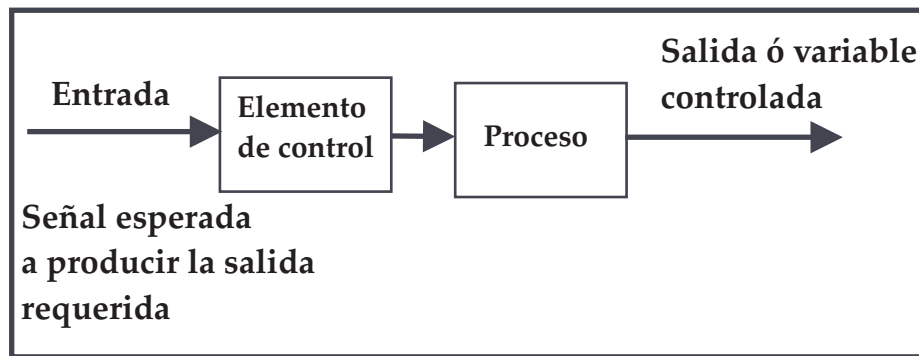 Entrada
Señal esperada
a producir la salida
requerida
Elemento
de control
Proceso
Salida ó variable
controlada